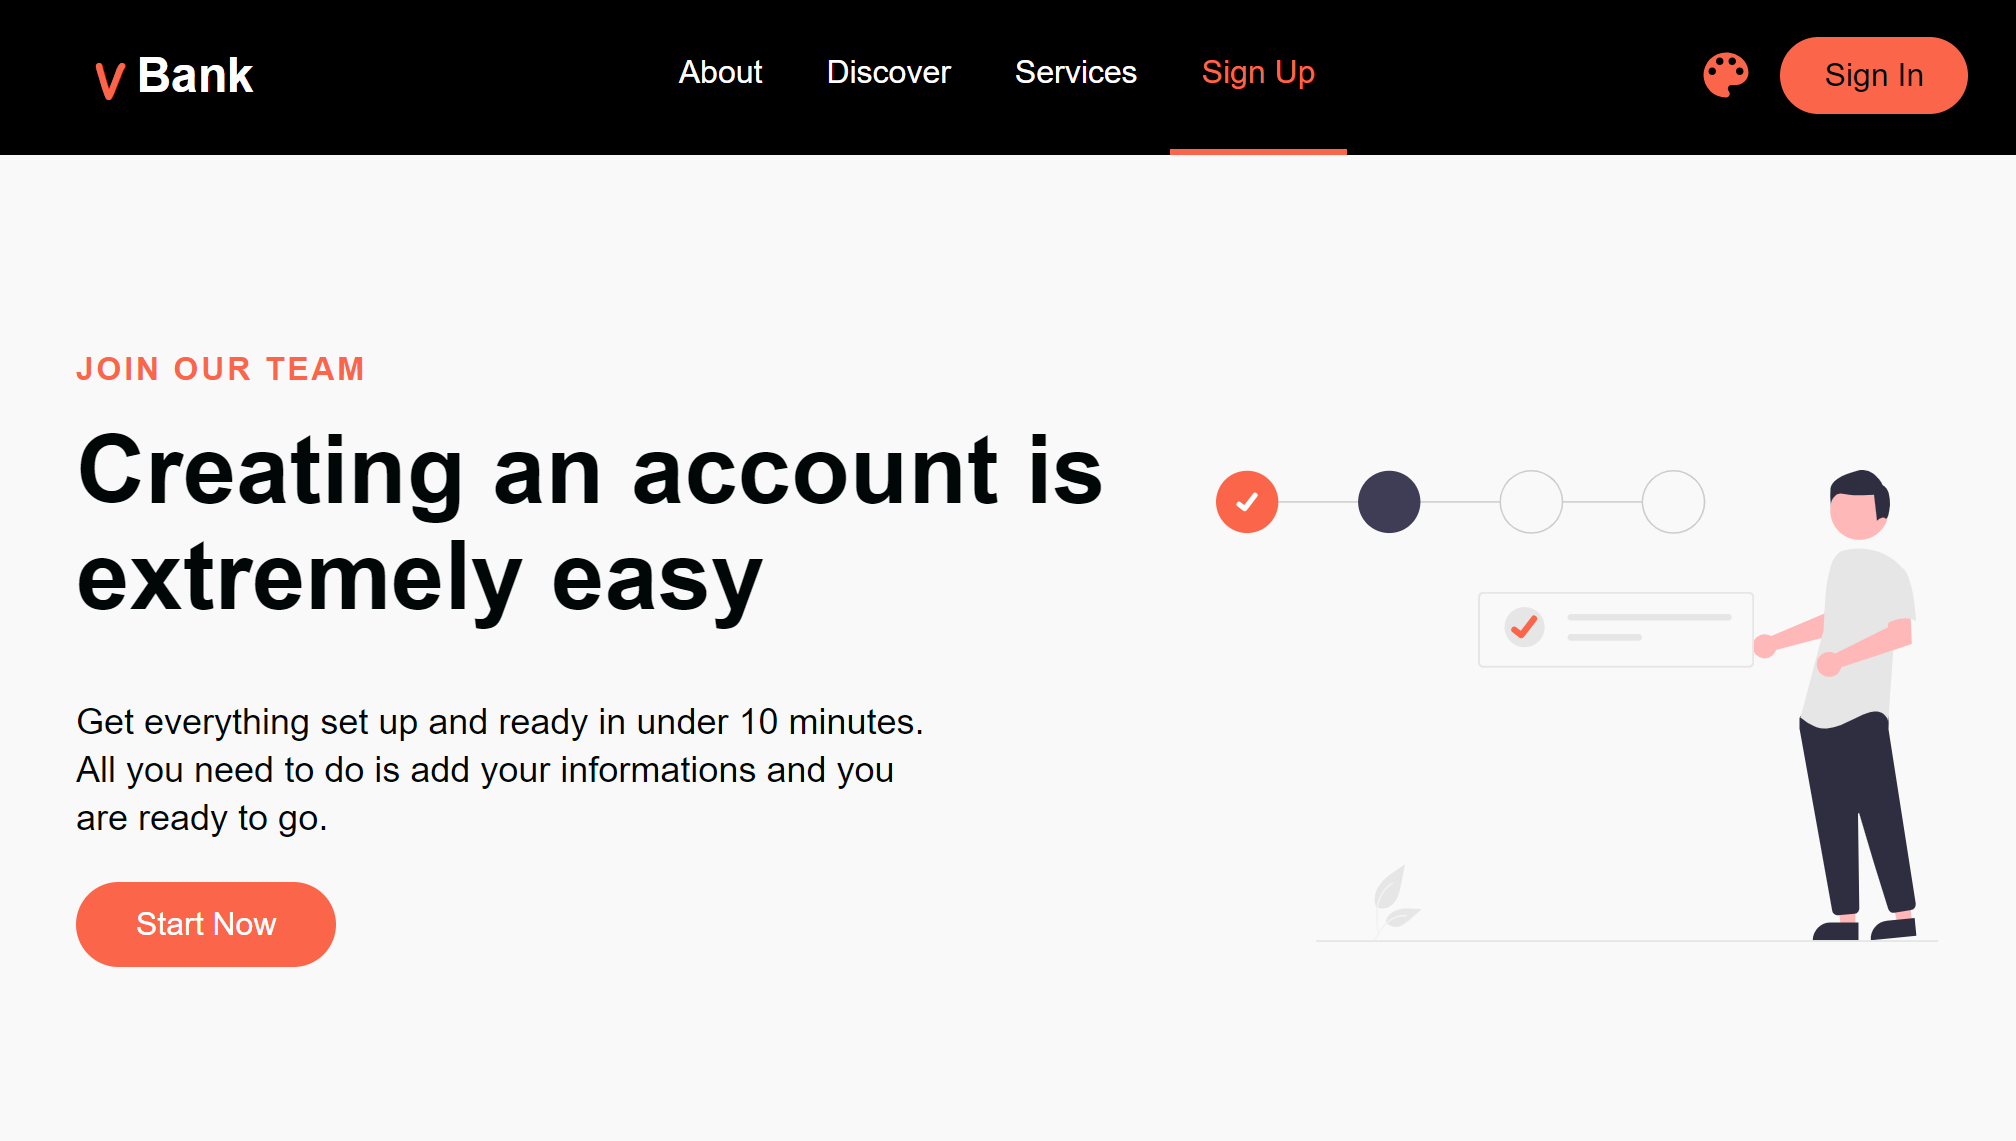 V Bank
About Discover Services Sign Up
Sign In
JOIN OUR TEAM
Creating an account is
extremely easy
Get everything set up and ready in under 10 minutes.
All you need to do is add your informations and you
are ready to go.
Start Now